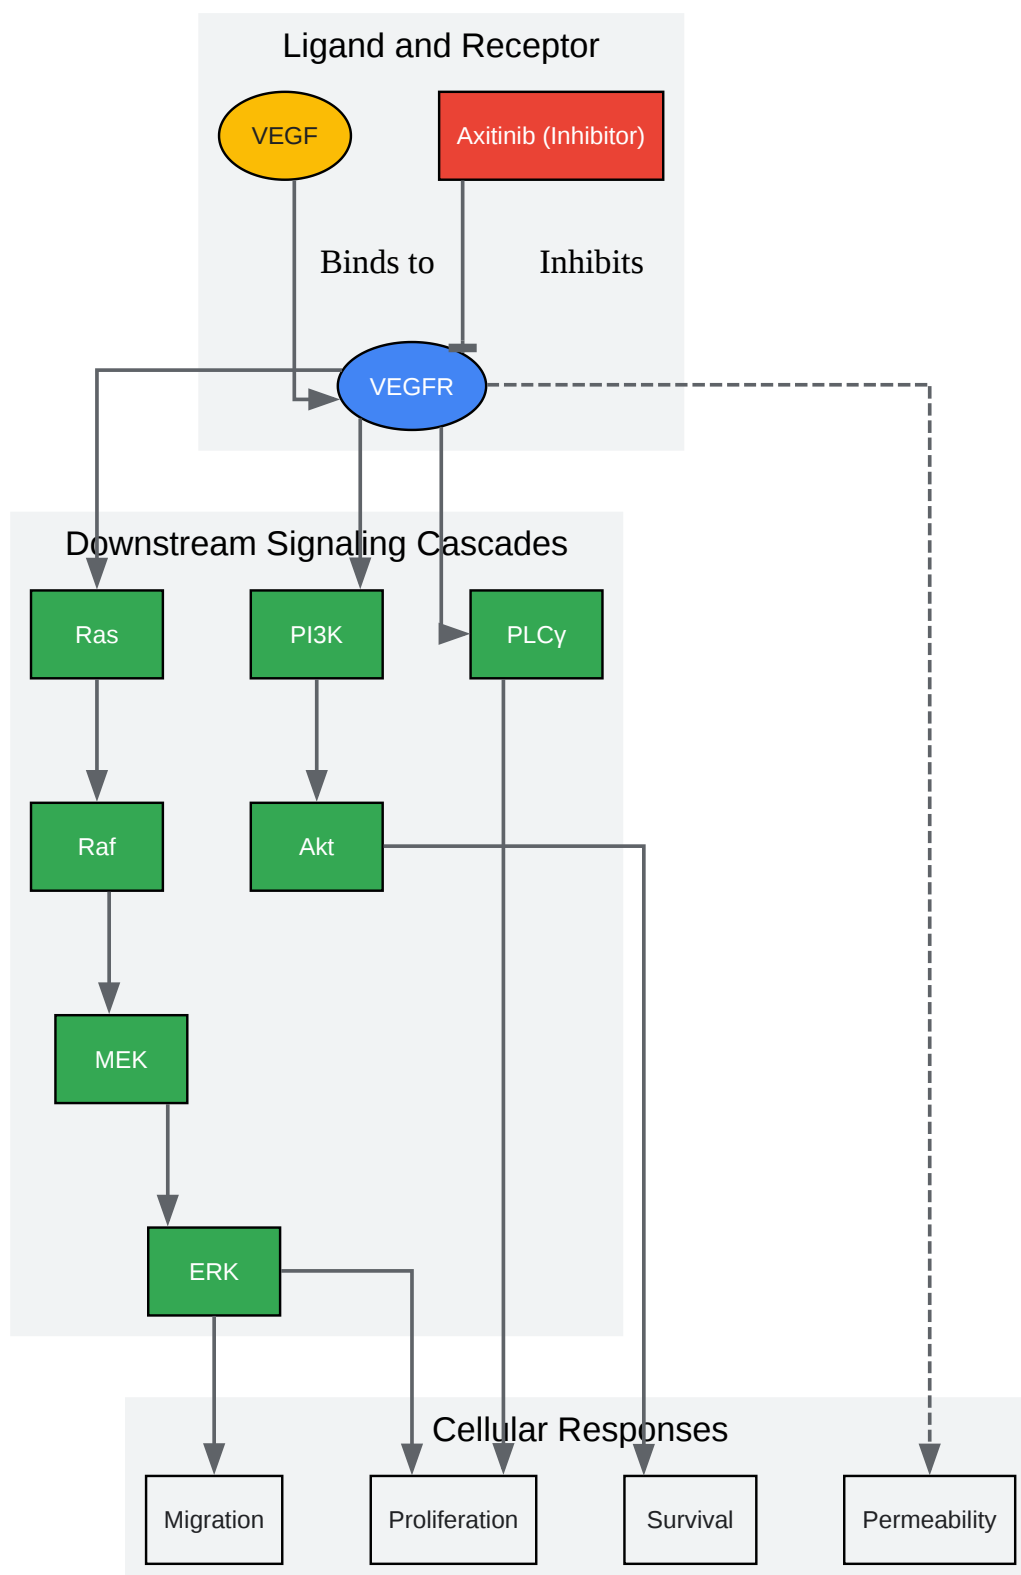 Ligand and Receptor
VEGF
Axitinib (Inhibitor)
Binds to
Inhibits
VEGFR
Downstream Signaling Cascades
Ras
PI3K
PLCγ
Raf
Akt
MEK
ERK
Cellular Responses
Migration
Proliferation
Survival
Permeability